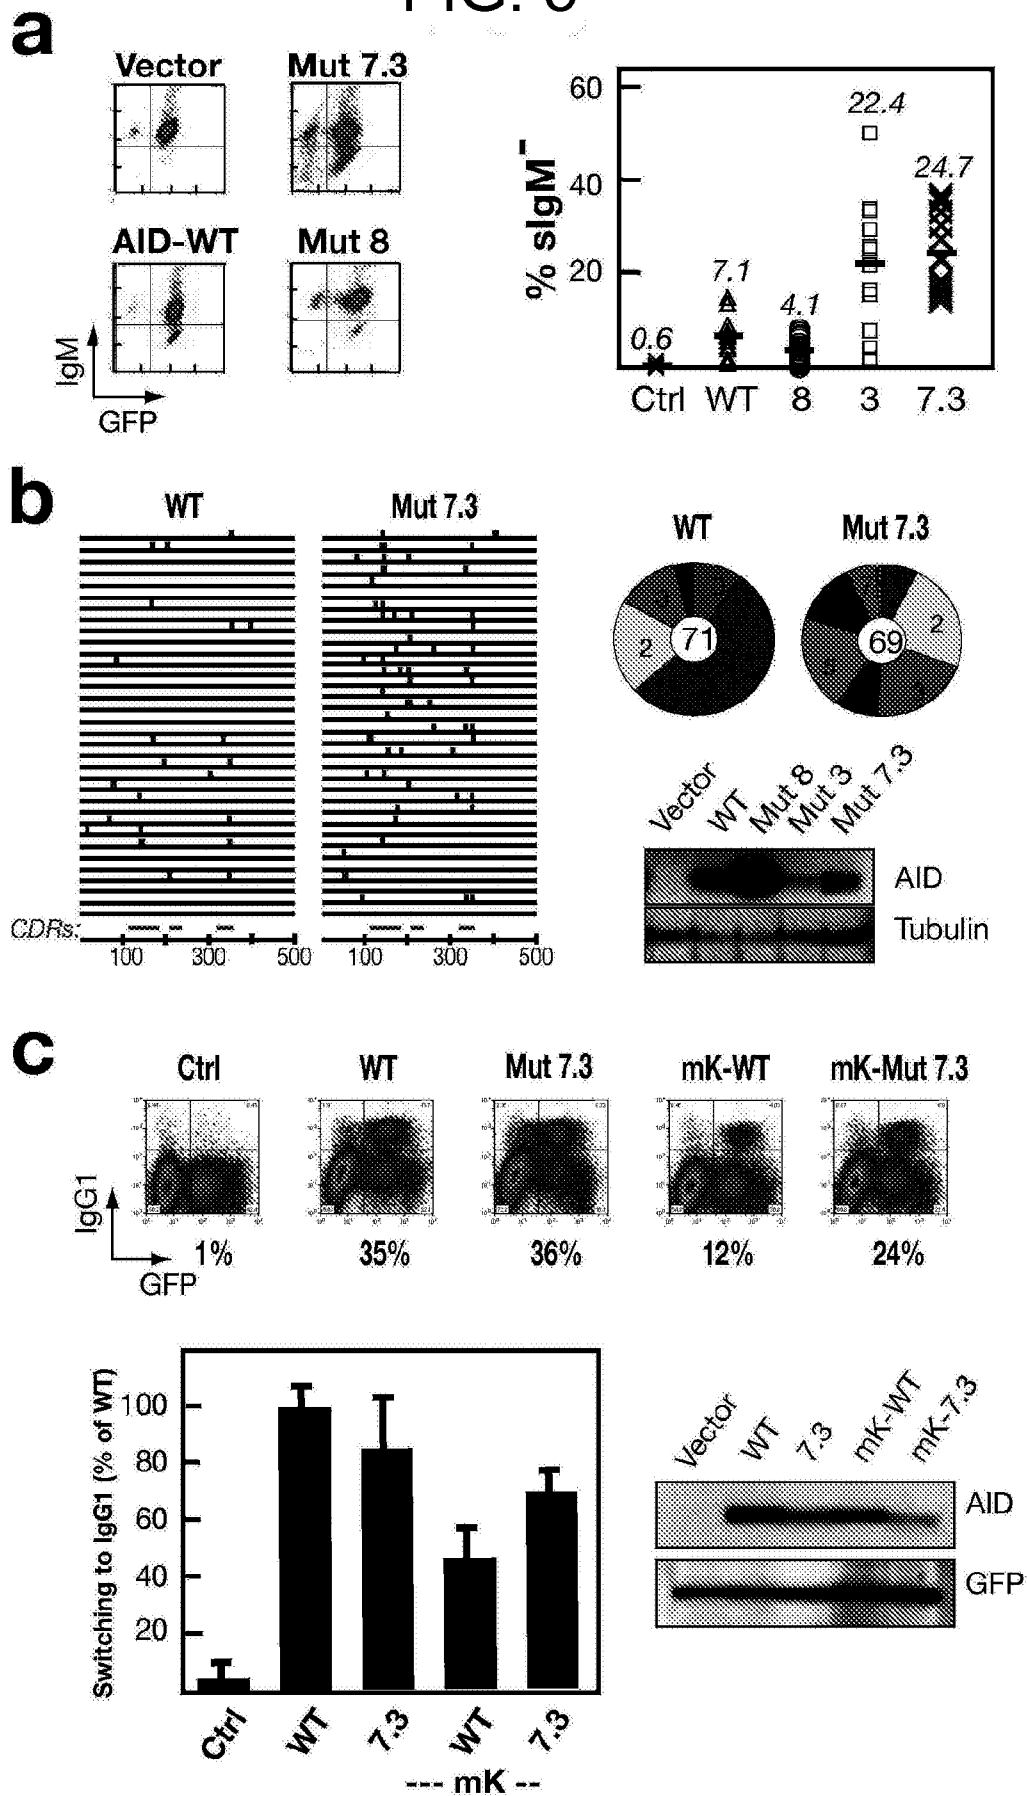 FIG. 6
a
Vector
Mut 7.3
AID-WT
Mut 8
IgM
GFP
% sIgM⁻
60
40
20
0.6
7.1
4.1
22.4
24.7
Ctrl WT 8 3 7.3
b
WT
Mut 7.3
CDRs:
100 300 500
100 300 500
WT
Mut 7.3
71
2
69
2
Vector
WT
Mut 8
Mut 3
Mut 7.3
AID
Tubulin
c
Ctrl
WT
Mut 7.3
mK-WT
mK-Mut 7.3
IgG1
GFP
1%
35%
36%
12%
24%
Switching to IgG1 (% of WT)
100
80
60
40
20
Ctrl
WT
7.3
WT
7.3
--- mK --
Vector
WT
7.3
mK-WT
mK-7.3
AID
GFP